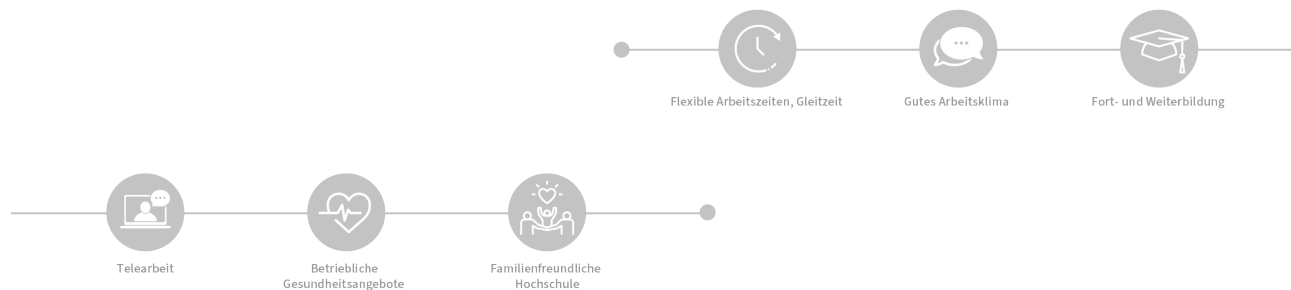 Flexible Arbeitszeiten, Gleitzeit
Gutes Arbeitsklima
Fort- und Weiterbildung
Telearbeit
Betriebliche
Gesundheitsangebote
Familienfreundliche
Hochschule